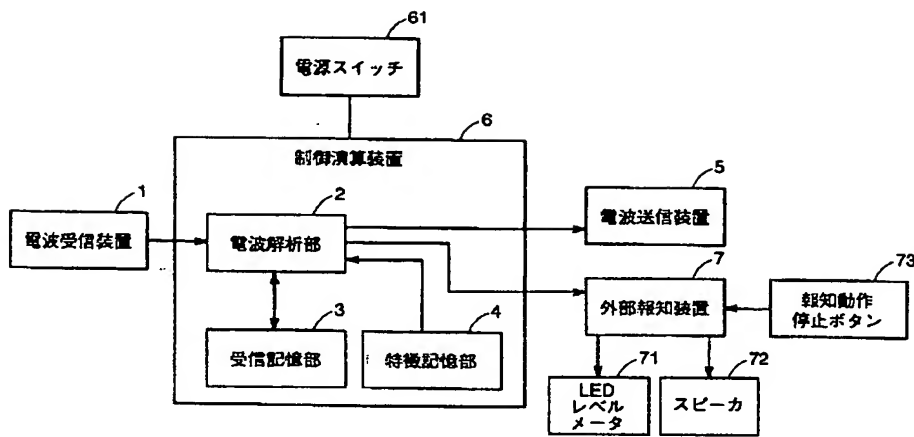 61
電源スイッチ
6
制御演算装置
1
電波受信装置
2
電波解析部
5
電波送信装置
7
外部報知装置
73
報知動作
停止ボタン
3
受信記憶部
4
特徴記憶部
71
LED
レベル
メータ
72
スピーカ